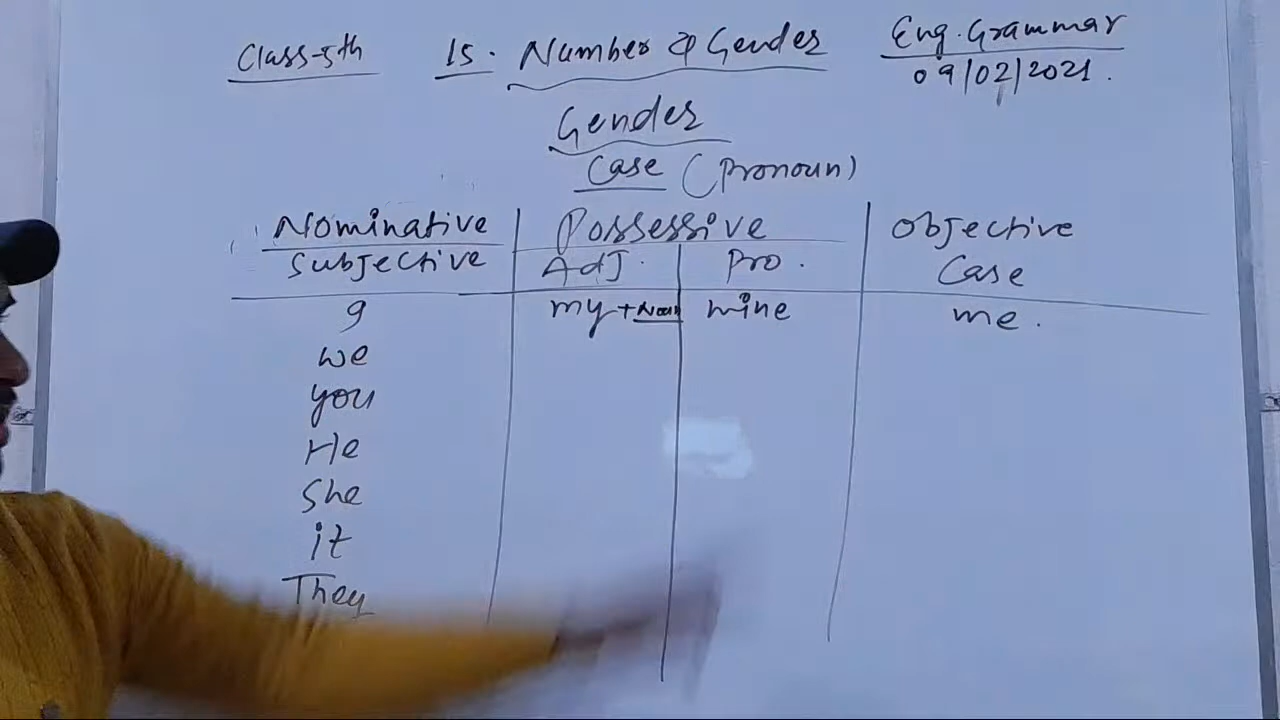 Class-5th 15. Number & Gender Eng. Grammar
09/02/2021.
Gender
Case (Pronoun)
Nominative Possessive Objective
Subjective Adj. Pro. Case
I my + Noun mine me.
we
you
He
She
it
They